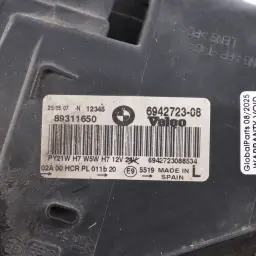 25 05 07 N 12345
89311650
6942723-08
Valeo
PY21W H7 W5W H7 12V 6942723088534
02A 00 HCR PL 011b 20
E9 5519 MADE IN SPAIN L
GlobalParts 08/2025
WARRANTY VOID